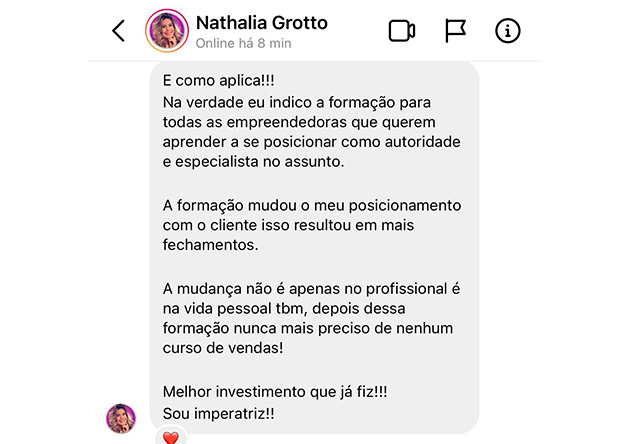 Nathalia Grotto
Online há 8 min
E como aplica!!!
Na verdade eu indico a formação para
todas as empreendedoras que querem
aprender a se posicionar como autoridade
e especialista no assunto.
A formação mudou o meu posicionamento
com o cliente isso resultou em mais
fechamentos.
A mudança não é apenas no profissional é
na vida pessoal tbm, depois dessa
formação nunca mais preciso de nenhum
curso de vendas!
Melhor investimento que já fiz!!!
Sou imperatriz!!